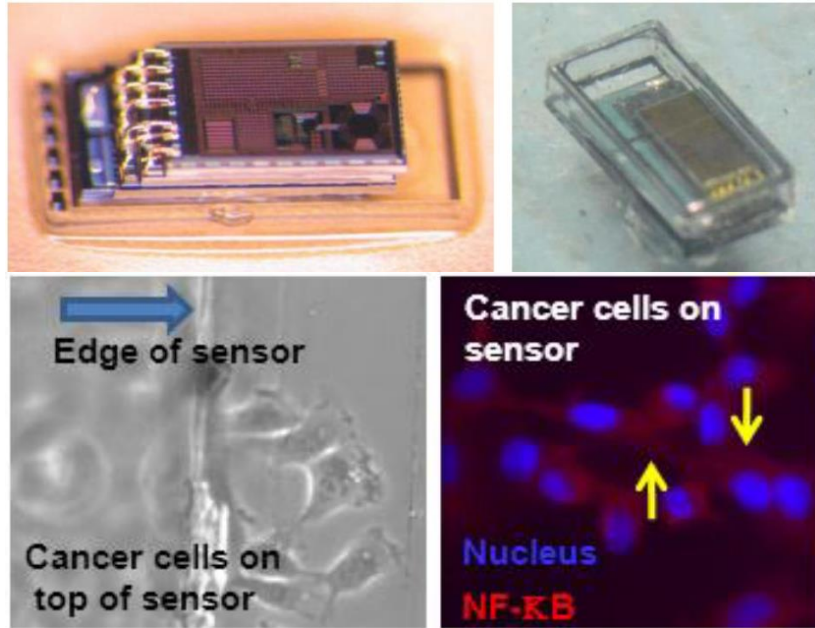 Edge of sensor
Cancer cells on
top of sensor
Cancer cells on
sensor
Nucleus
NF-κB